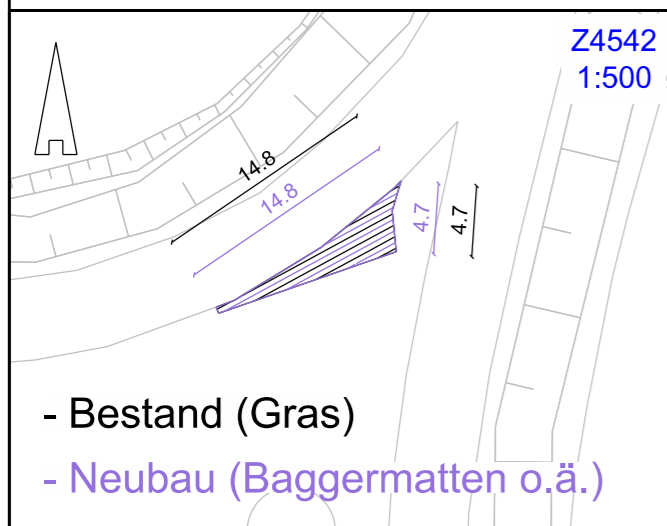 Z4542
1:500
14.8
14.8
4.7
4.7
- Bestand (Gras)
- Neubau (Baggermatten o.ä.)